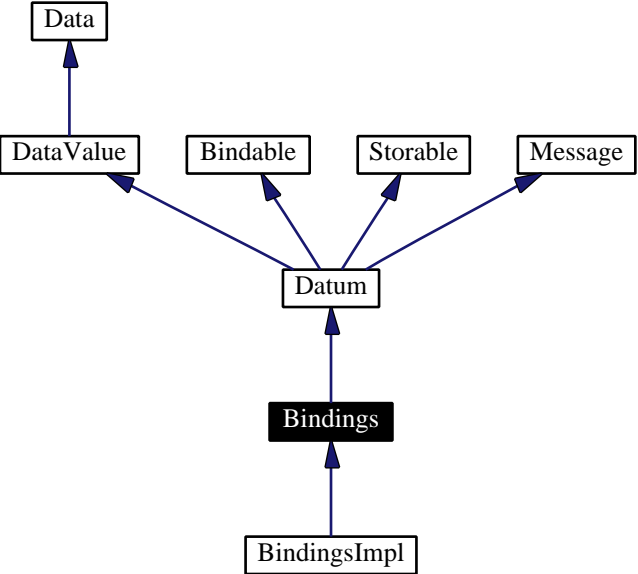 Data
DataValue
Bindable
Storable
Message
Datum
Bindings
BindingsImpl